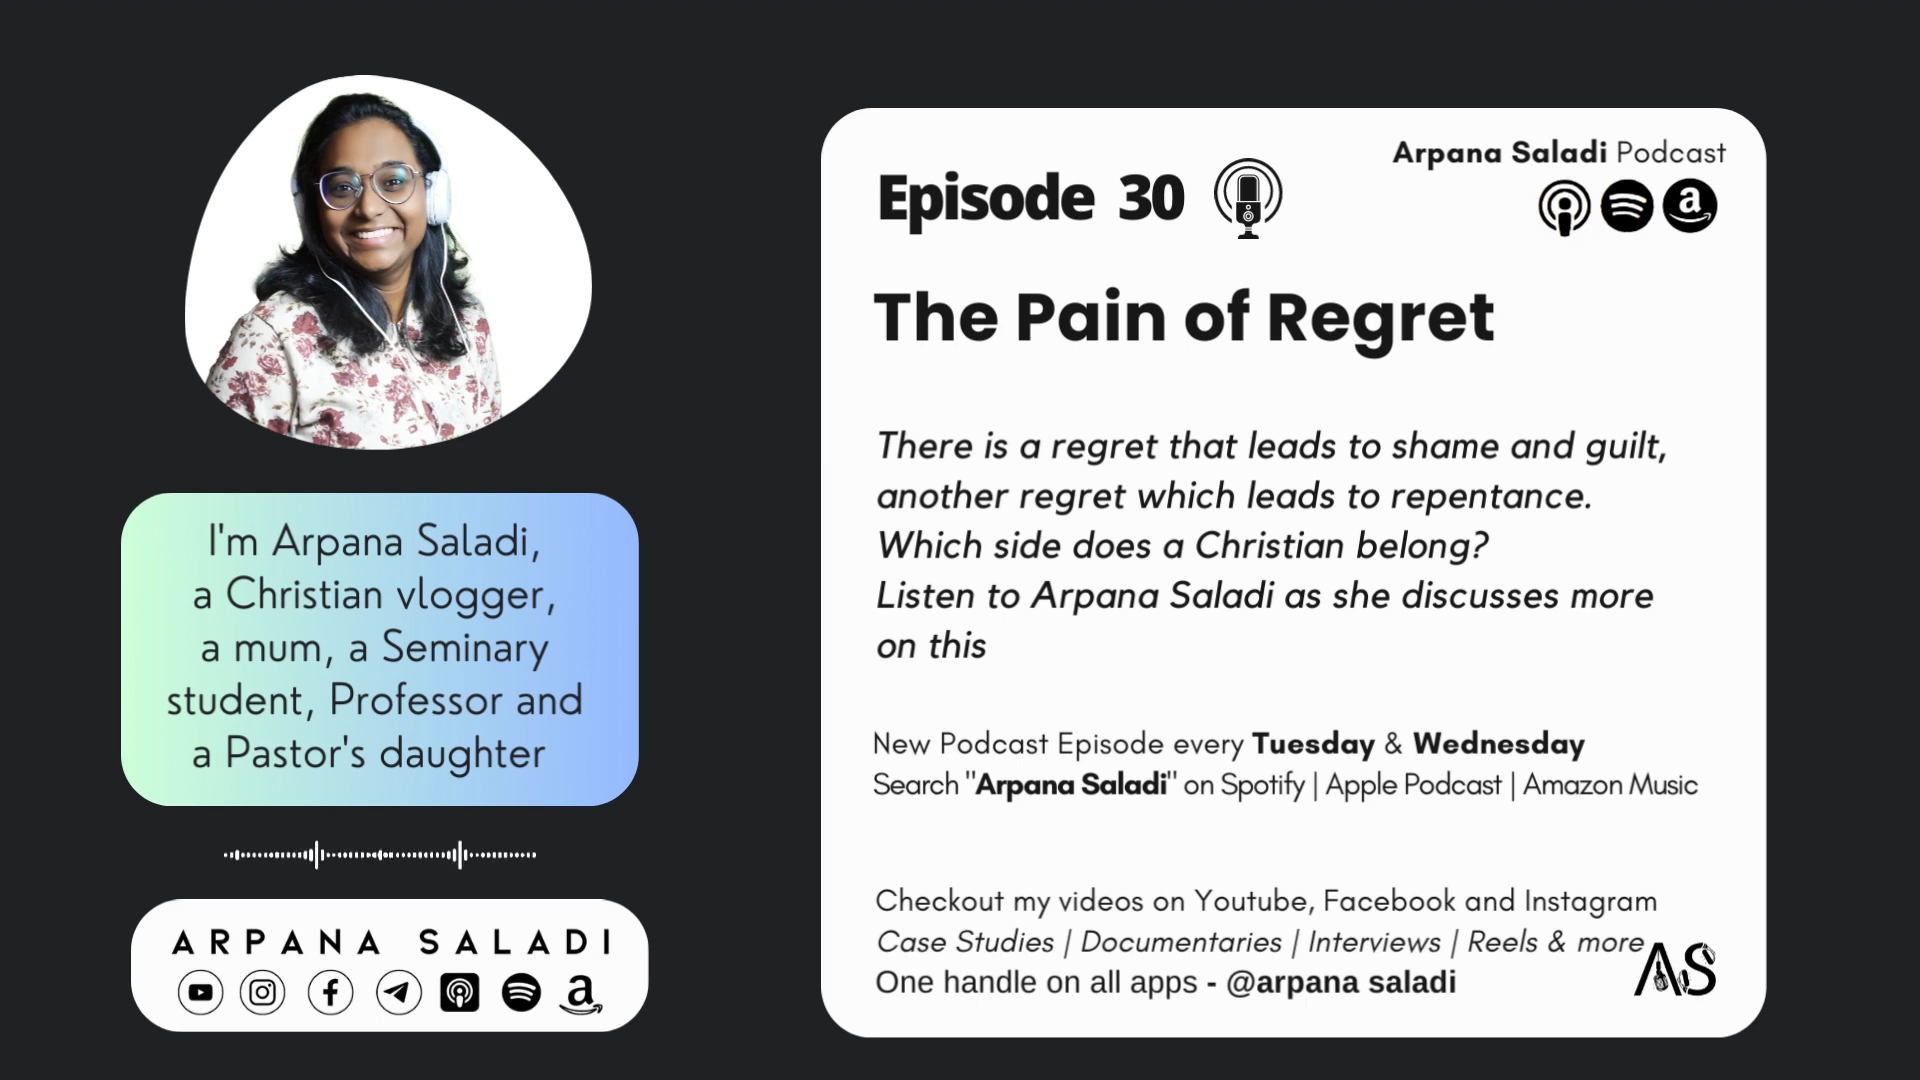 I'm Arpana Saladi,
a Christian vlogger,
a mum, a Seminary
student, Professor and
a Pastor's daughter
ARPANA SALADI
Arpana Saladi Podcast
Episode 30
The Pain of Regret
There is a regret that leads to shame and guilt,
another regret which leads to repentance.
Which side does a Christian belong?
Listen to Arpana Saladi as she discusses more
on this
New Podcast Episode every Tuesday & Wednesday
Search "Arpana Saladi" on Spotify | Apple Podcast | Amazon Music
Checkout my videos on Youtube, Facebook and Instagram
Case Studies | Documentaries | Interviews | Reels & more
One handle on all apps - @arpana saladi
AS